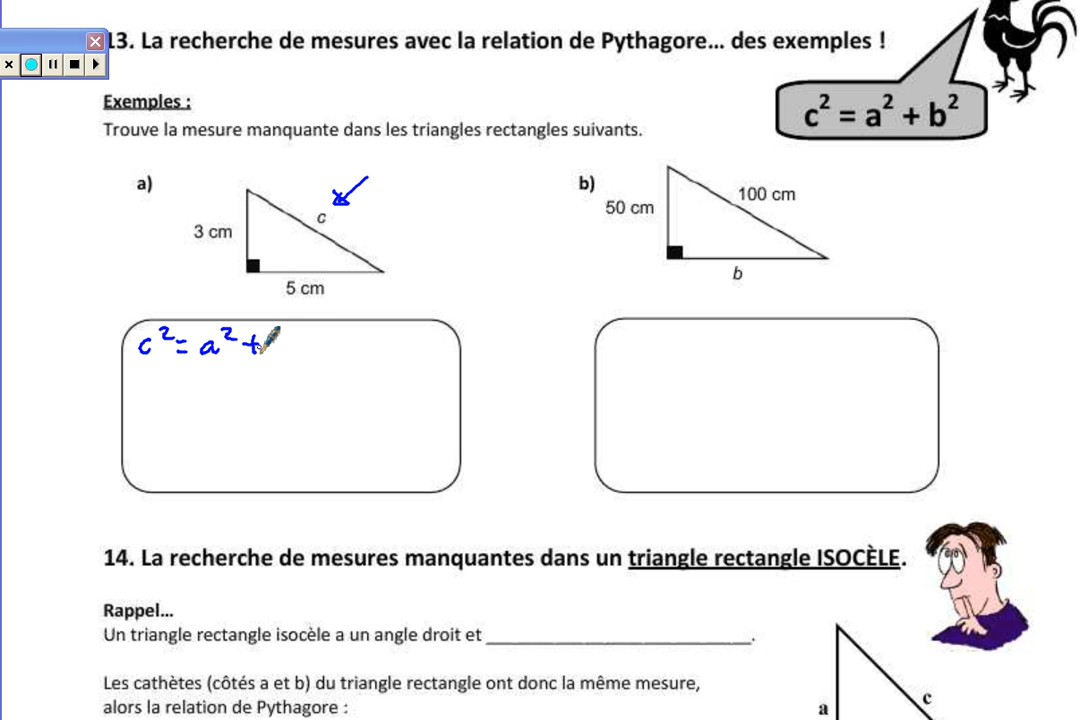 13. La recherche de mesures avec la relation de Pythagore... des exemples !
c² = a² + b²
Exemples :
Trouve la mesure manquante dans les triangles rectangles suivants.
a)
3 cm
c
5 cm
b)
50 cm
100 cm
b
c² = a² +
14. La recherche de mesures manquantes dans un triangle rectangle ISOCÈLE.
Rappel...
Un triangle rectangle isocèle a un angle droit et ______________________________.
Les cathètes (côtés a et b) du triangle rectangle ont donc la même mesure,
alors la relation de Pythagore :
a
c